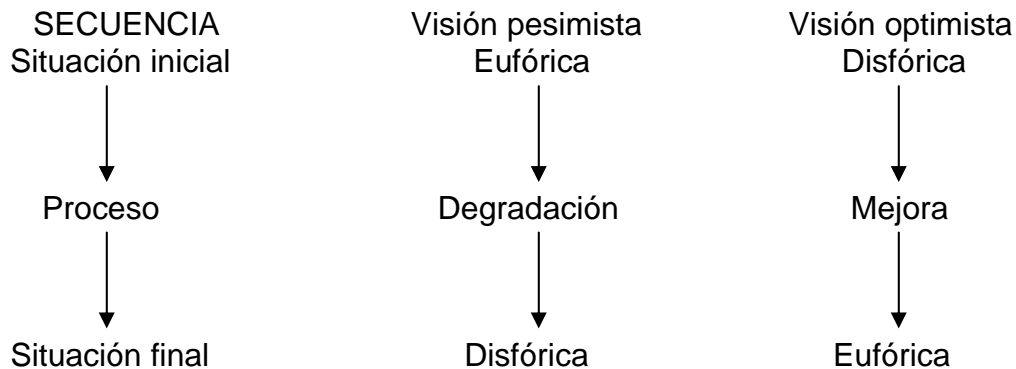 SECUENCIA Visión pesimista Visión optimista
Situación inicial Eufórica Disfórica
Proceso Degradación Mejora
Situación final Disfórica Eufórica